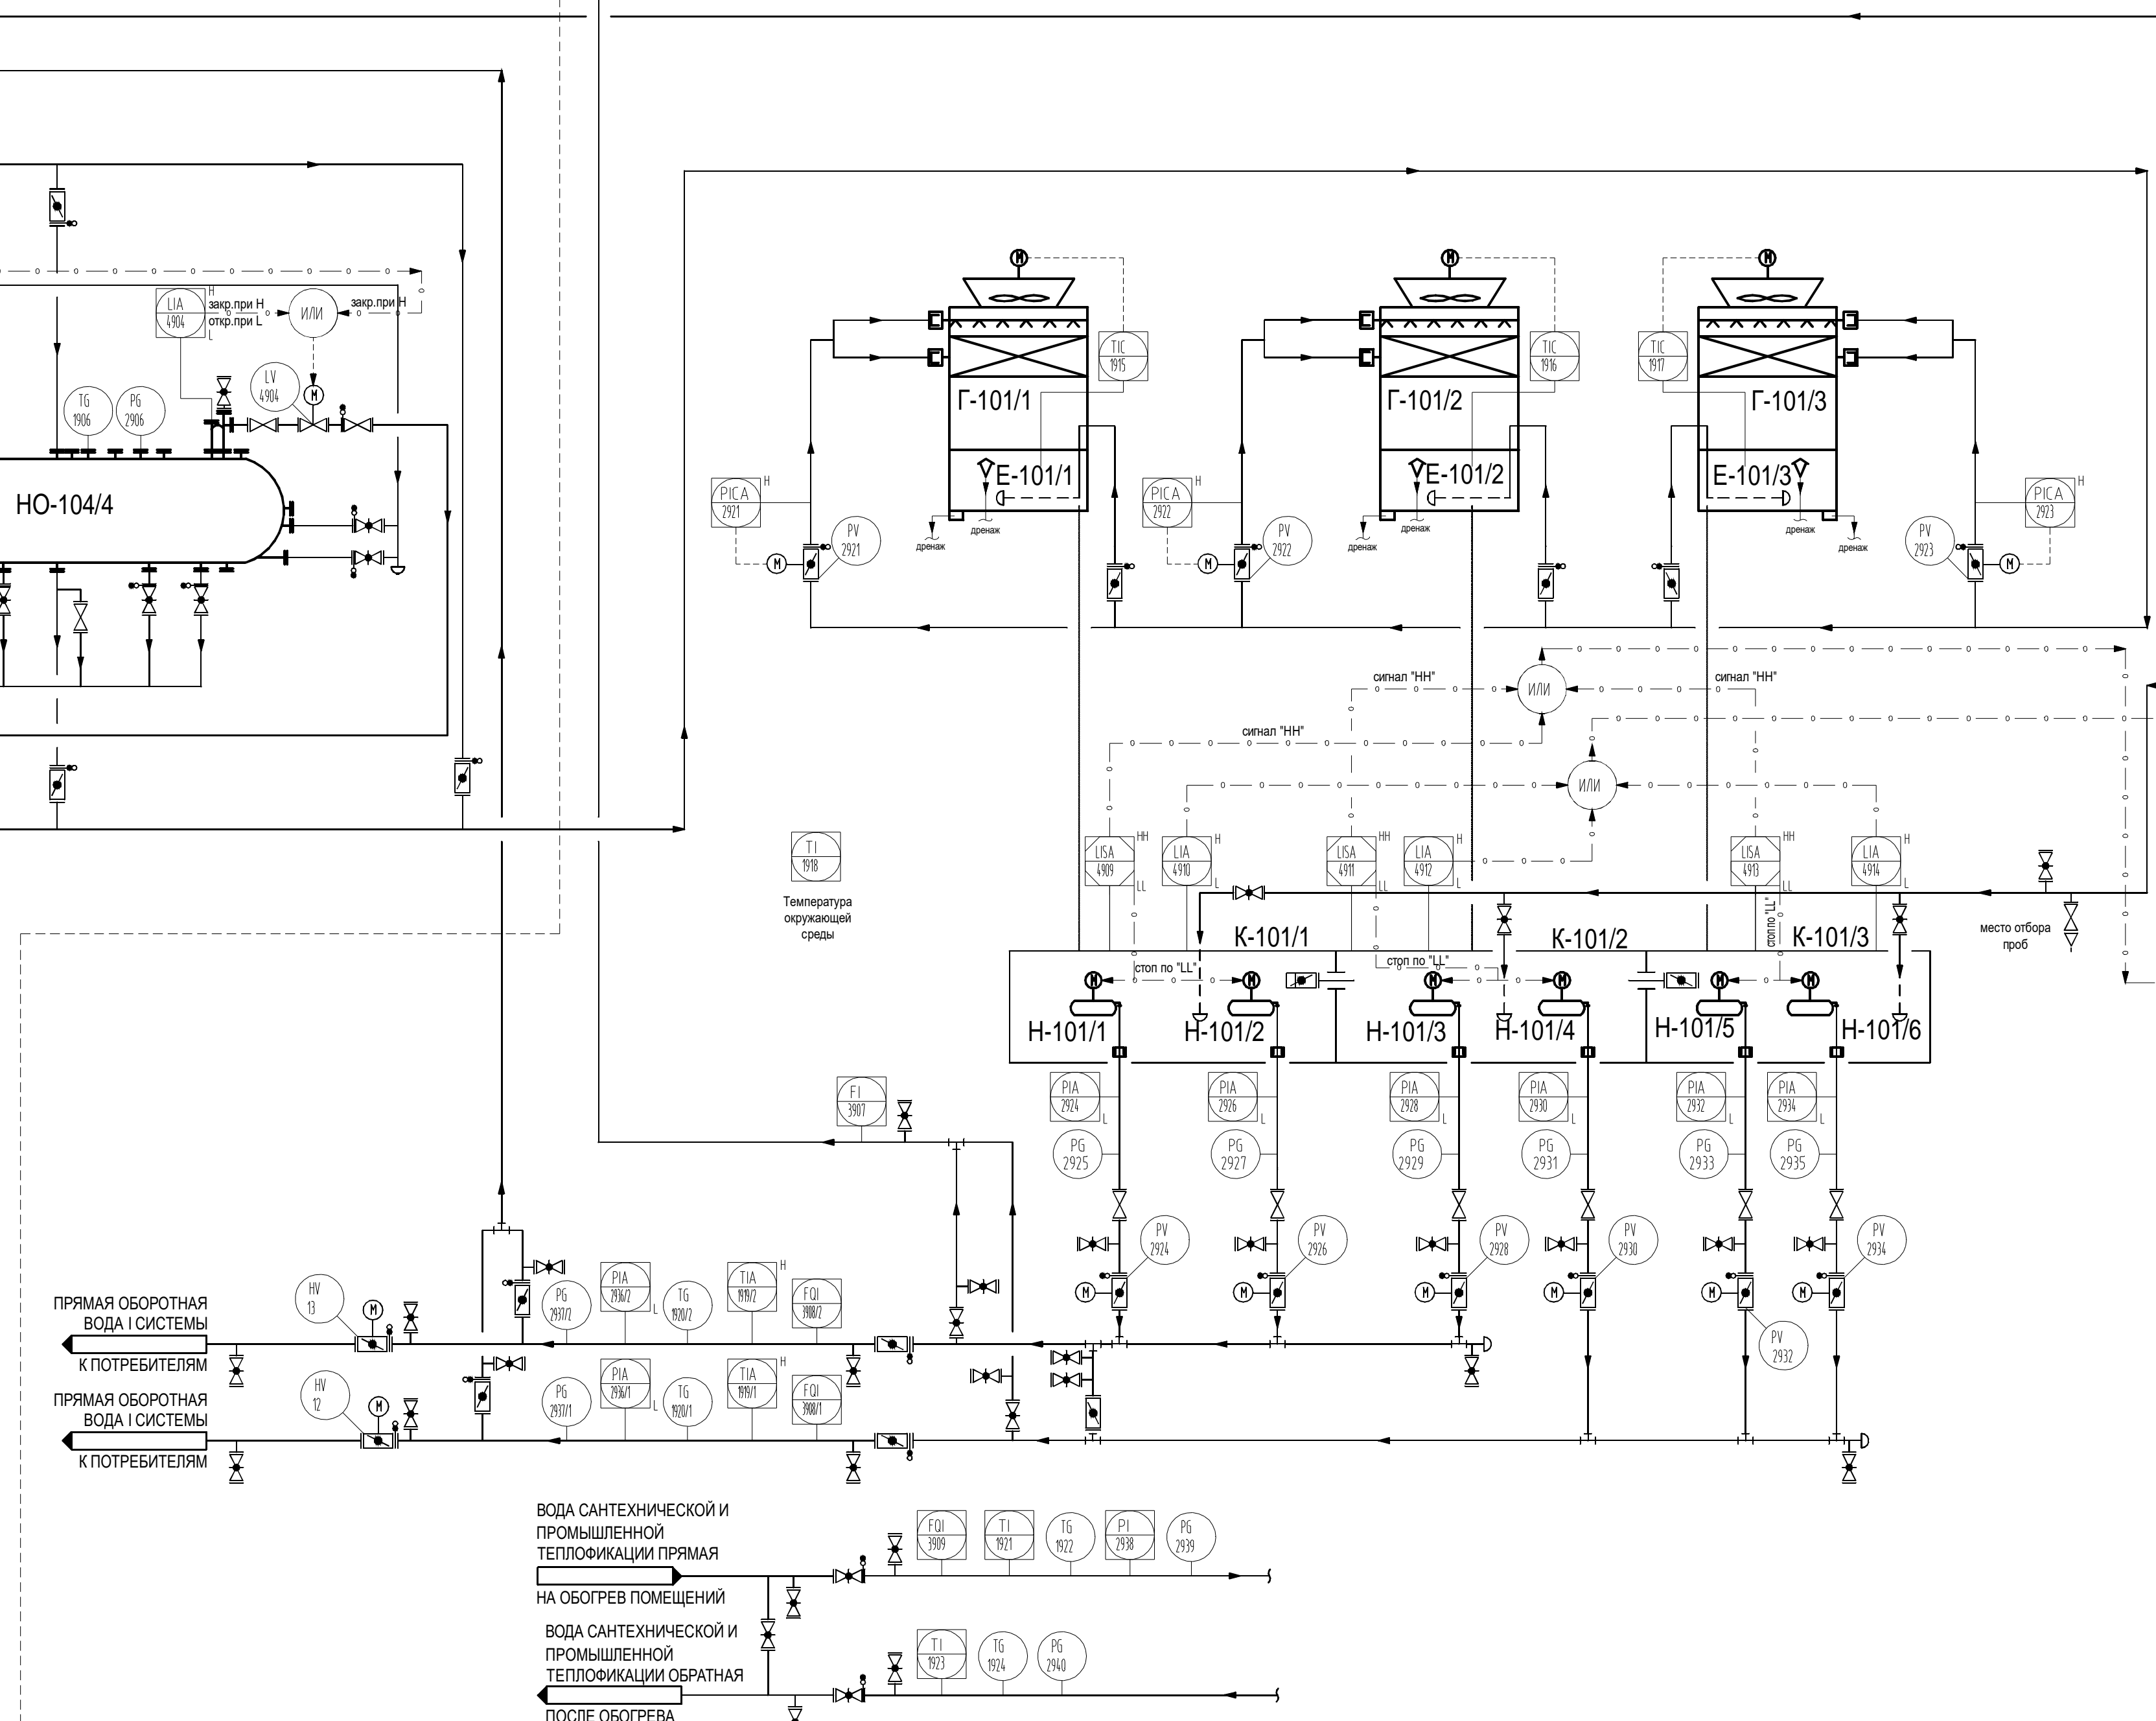 LIA
4904
H
L
закр.при H
откр.при L
ИЛИ
закр.при H
TG
1906
PG
2906
LV
4904
M
НО-104/4
M
M
M
TIC
1915
TIC
1916
TIC
1917
Г-101/1
Г-101/2
Г-101/3
Е-101/1
Е-101/2
Е-101/3
PICA
2921
H
PV
2921
M
дренаж
дренаж
PICA
2922
H
PV
2922
M
дренаж
дренаж
PV
2923
M
PICA
2923
H
дренаж
дренаж
сигнал "НН"
ИЛИ
сигнал "НН"
сигнал "НН"
ИЛИ
TI
1918
Температура
окружающей
среды
LISA
4909
HH
LL
LIA
4910
H
L
LISA
4911
HH
LL
LIA
4912
H
L
LISA
4913
HH
LL
LIA
4914
H
L
К-101/1
К-101/2
К-101/3
место отбора
проб
стоп по "LL"
стоп по "LL"
стоп по "LL"
M
M
M
M
M
M
Н-101/1
Н-101/2
Н-101/3
Н-101/4
Н-101/5
Н-101/6
FI
3907
PIA
2924
L
PIA
2926
L
PIA
2928
L
PIA
2930
L
PIA
2932
L
PIA
2934
L
PG
2925
PG
2927
PG
2929
PG
2931
PG
2933
PG
2935
PV
2924
PV
2926
PV
2928
PV
2930
PV
2934
M
M
M
M
M
M
PV
2932
ПРЯМАЯ ОБОРОТНАЯ
ВОДА I СИСТЕМЫ
К ПОТРЕБИТЕЛЯМ
HV
13
M
PG
2937/2
PIA
2936/2
L
TG
1920/2
TIA
1919/2
H
FQI
3908/2
ПРЯМАЯ ОБОРОТНАЯ
ВОДА I СИСТЕМЫ
К ПОТРЕБИТЕЛЯМ
HV
12
M
PG
2937/1
PIA
2936/1
L
TG
1920/1
TIA
1919/1
H
FQI
3908/1
ВОДА САНТЕХНИЧЕСКОЙ И
ПРОМЫШЛЕННОЙ
ТЕПЛОФИКАЦИИ ПРЯМАЯ
НА ОБОГРЕВ ПОМЕЩЕНИЙ
FQI
3909
TI
1921
TG
1922
PI
2938
PG
2939
ВОДА САНТЕХНИЧЕСКОЙ И
ПРОМЫШЛЕННОЙ
ТЕПЛОФИКАЦИИ ОБРАТНАЯ
ПОСЛЕ ОБОГРЕВА
TI
1923
TG
1924
PG
2940